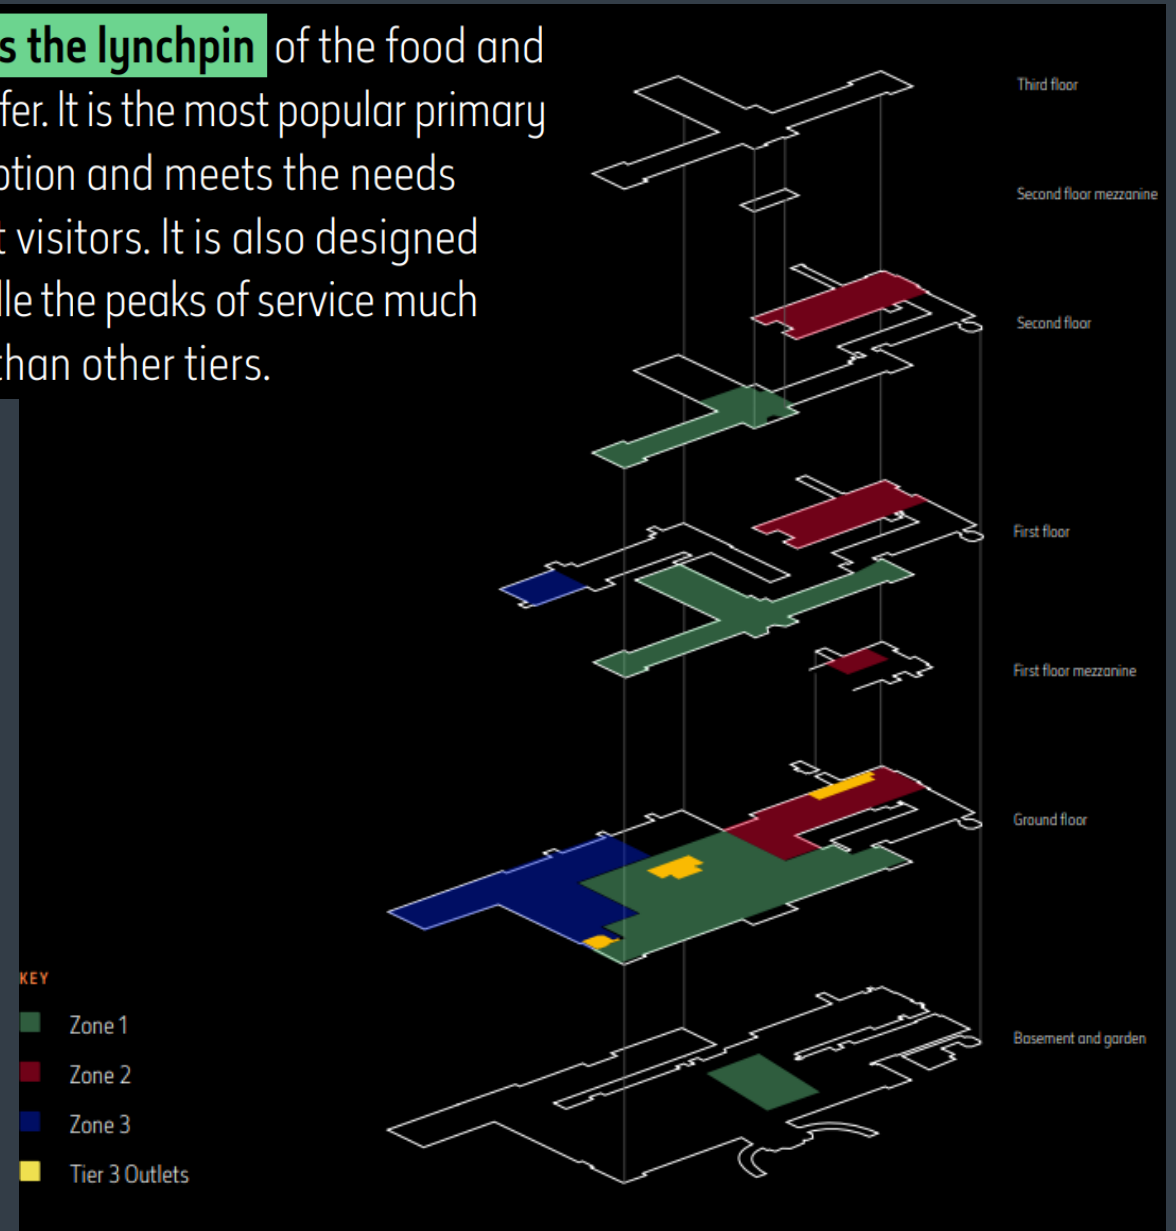 s the lynchpin of the food and
fer. It is the most popular primary
ption and meets the needs
t visitors. It is also designed
lle the peaks of service much
than other tiers.
Third floor
Second floor mezzanine
Second floor
First floor
First floor mezzanine
Ground floor
Basement and garden
KEY
Zone 1
Zone 2
Zone 3
Tier 3 Outlets